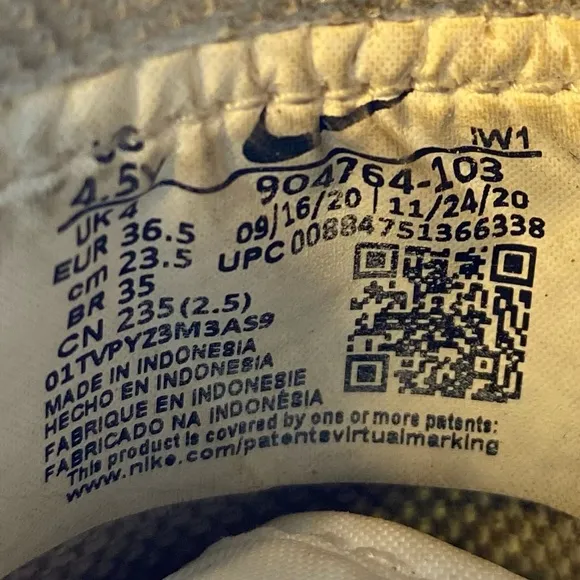 4.5Y
UK 4
EUR 36.5
cm 23.5
BR 35
CN 235(2.5)
01TVPYZ3M3AS9
MADE IN INDONESIA
HECHO EN INDONESIA
FABRIQUE EN INDONESIE
FABRICADO NA INDONÉSIA
This product is covered by one or more patents:
www.nike.com/patentsvirtualmarking
IW1
904764-103
09/16/20 | 11/24/20
UPC 00884751366338